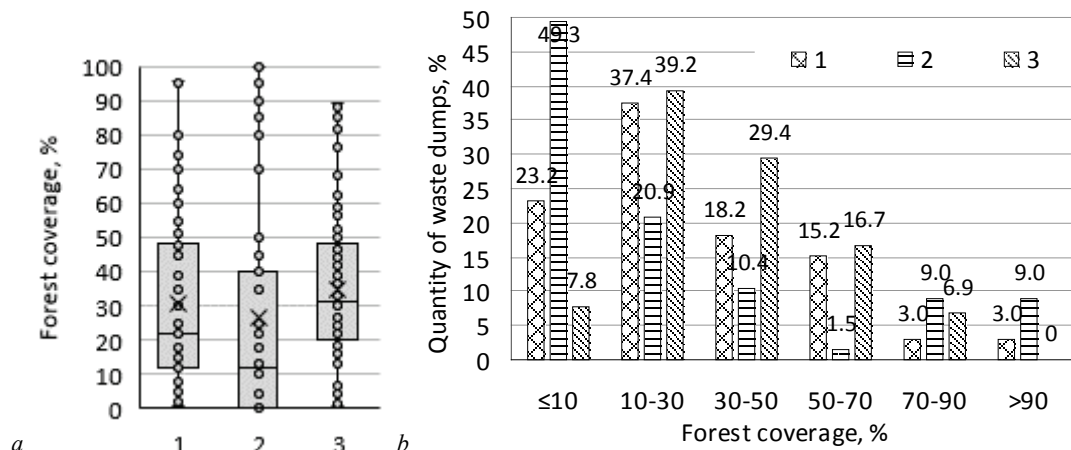 100
90
80
70
60
50
40
30
20
10
0
Forest coverage, %
1 2 3
a
50
45
40
35
30
25
20
15
10
5
0
Quantity of waste dumps, %
1 2 3
23.2 49.3 7.8
37.4 20.9 39.2
18.2 10.4 29.4
15.2 1.5 16.7
3.0 9.0 6.9
3.0 9.0 0
≤10 10-30 30-50 50-70 70-90 >90
Forest coverage, %
b